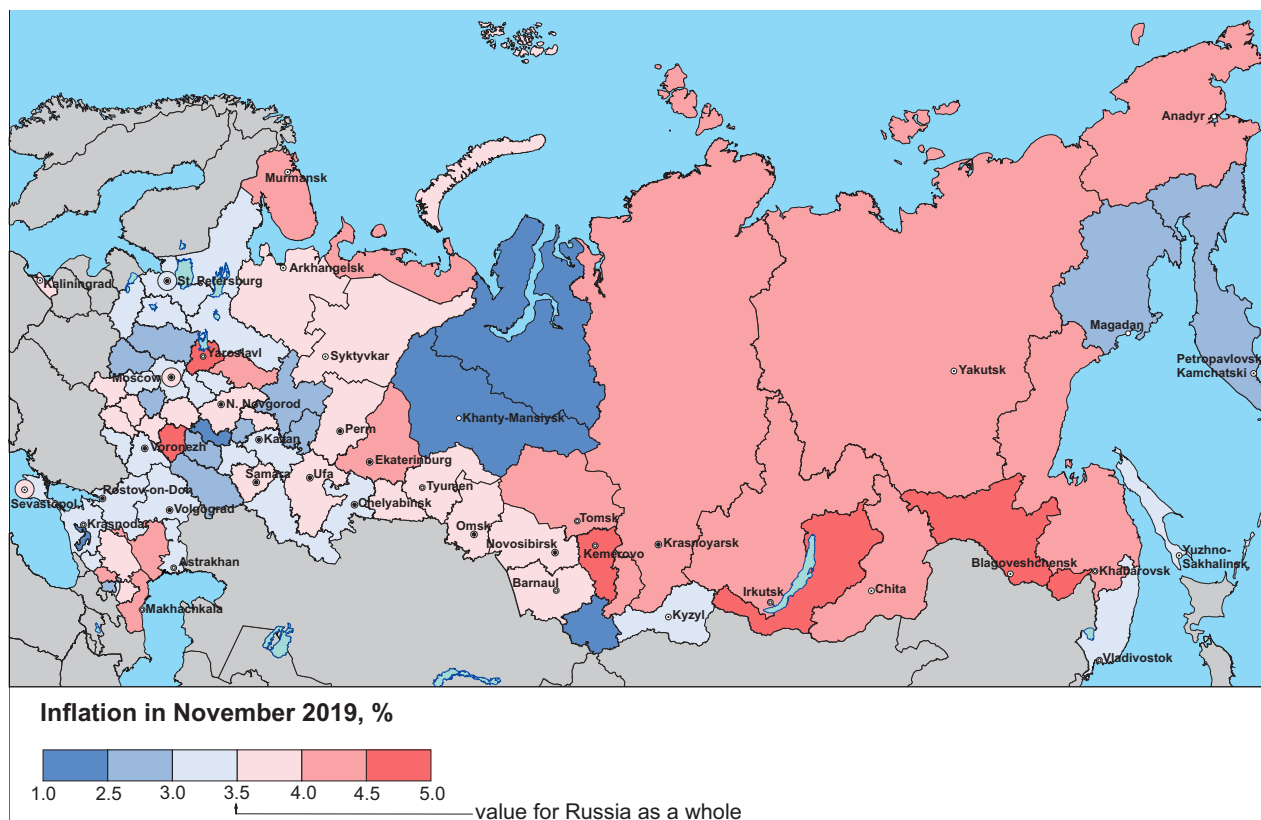 Anadyr
Murmansk
Arkhangelsk
Kaliningrad
St. Petersburg
Magadan
Yaroslavl
Syktyvkar
Petropavlovsk
Kamchatski
Yakutsk
Moscow
N. Novgorod
Khanty-Mansiysk
Perm
Kazan
Voronezh
Ekaterinburg
Samara
Ufa
Tyumen
Rostov-on-Don
Sevastopol
Chelyabinsk
Volgograd
Tomsk
Krasnodar
Omsk
Novosibirsk
Kemerovo
Krasnoyarsk
Yuzhno-
Sakhalinsk
Astrakhan
Blagoveshchensk
Khabarovsk
Barnaul
Irkutsk
Chita
Makhachkala
Kyzyl
Vladivostok
Inflation in November 2019, %
1.0 2.5 3.0 3.5 4.0 4.5 5.0
value for Russia as a whole